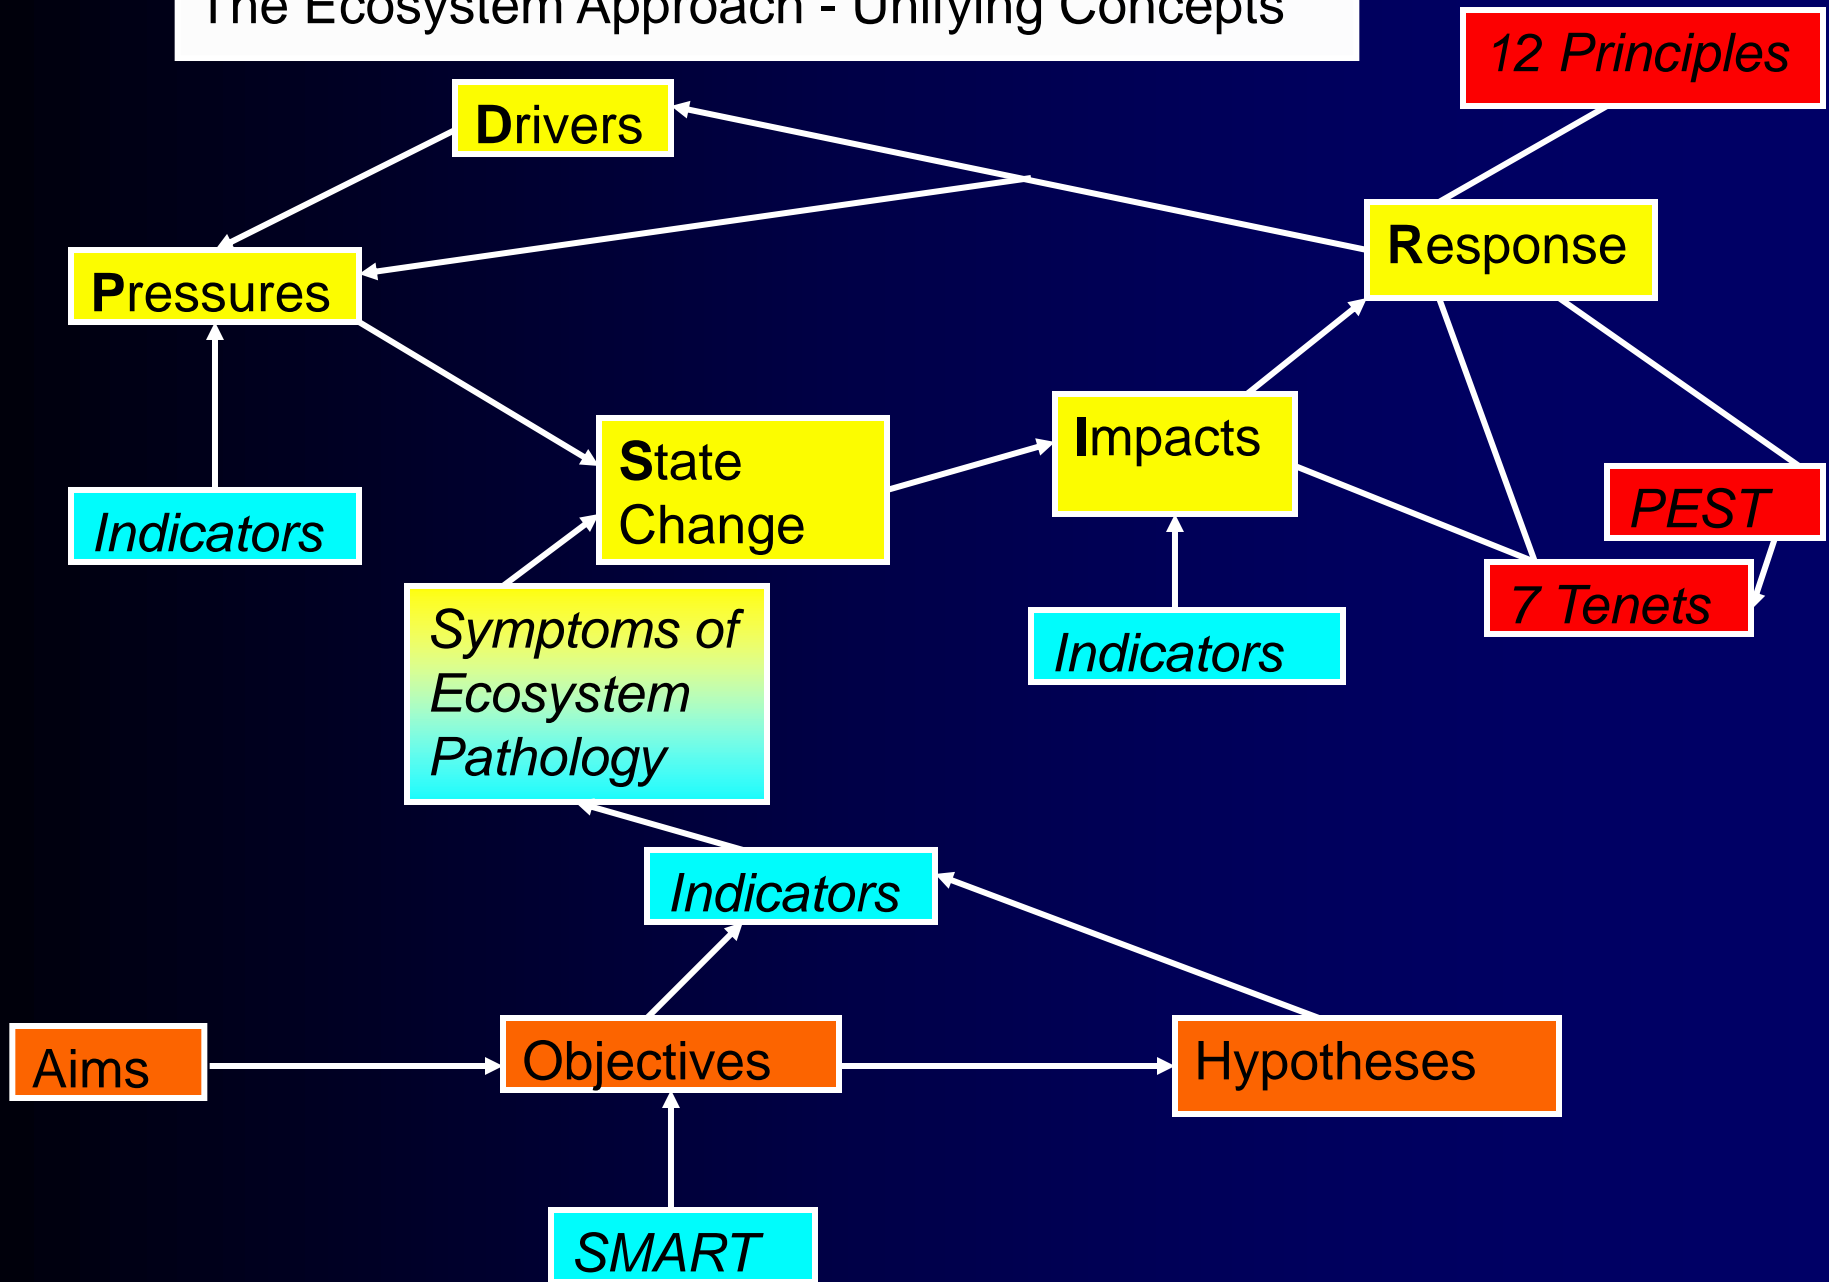 The Ecosystem Approach - Unifying Concepts
12 Principles
Drivers
Response
Pressures
Impacts
State
Change
PEST
Indicators
7 Tenets
Symptoms of
Ecosystem
Pathology
Indicators
Indicators
Aims
Objectives
Hypotheses
SMART